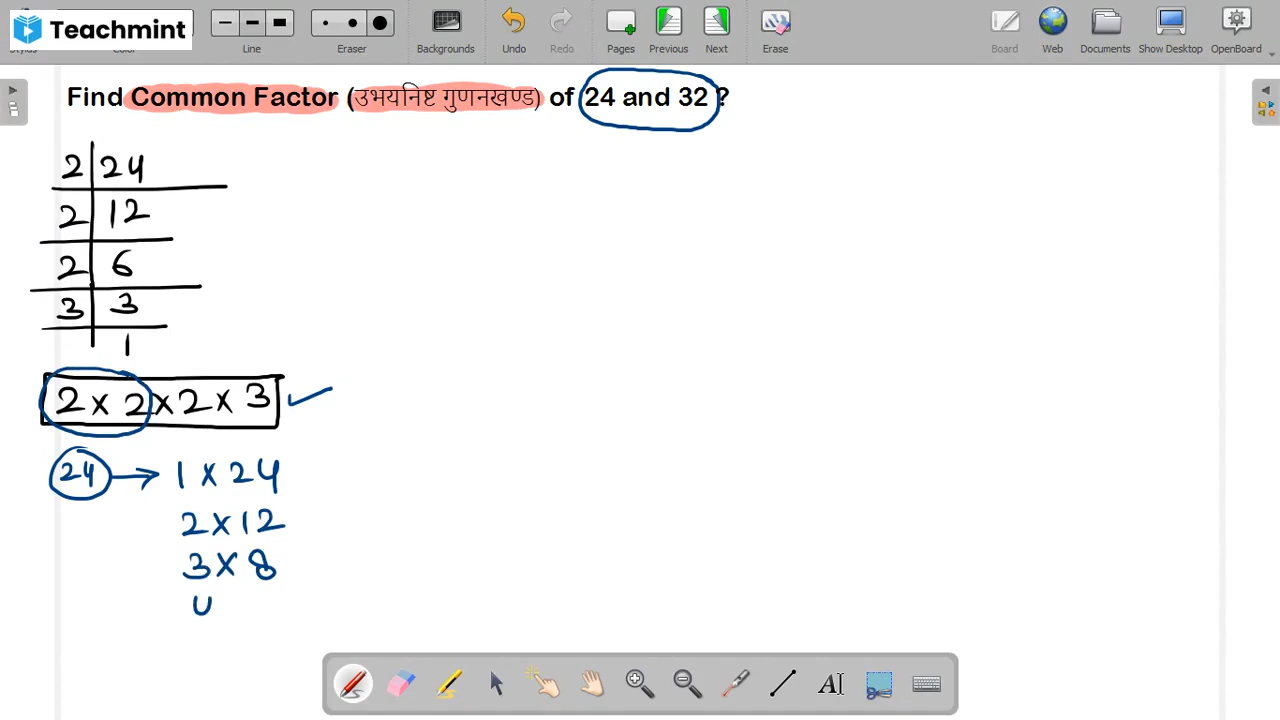 Teachmint
Line
Eraser
Backgrounds
Undo
Redo
Pages
Previous
Next
Erase
Board
Web
Documents
Show Desktop
OpenBoard
Find Common Factor (उभयनिष्ट गुणनखण्ड) of 24 and 32 ?
2 24
2 12
2 6
3 3
1
2 × 2 × 2 × 3
24 → 1 × 24
2 × 12
3 × 8